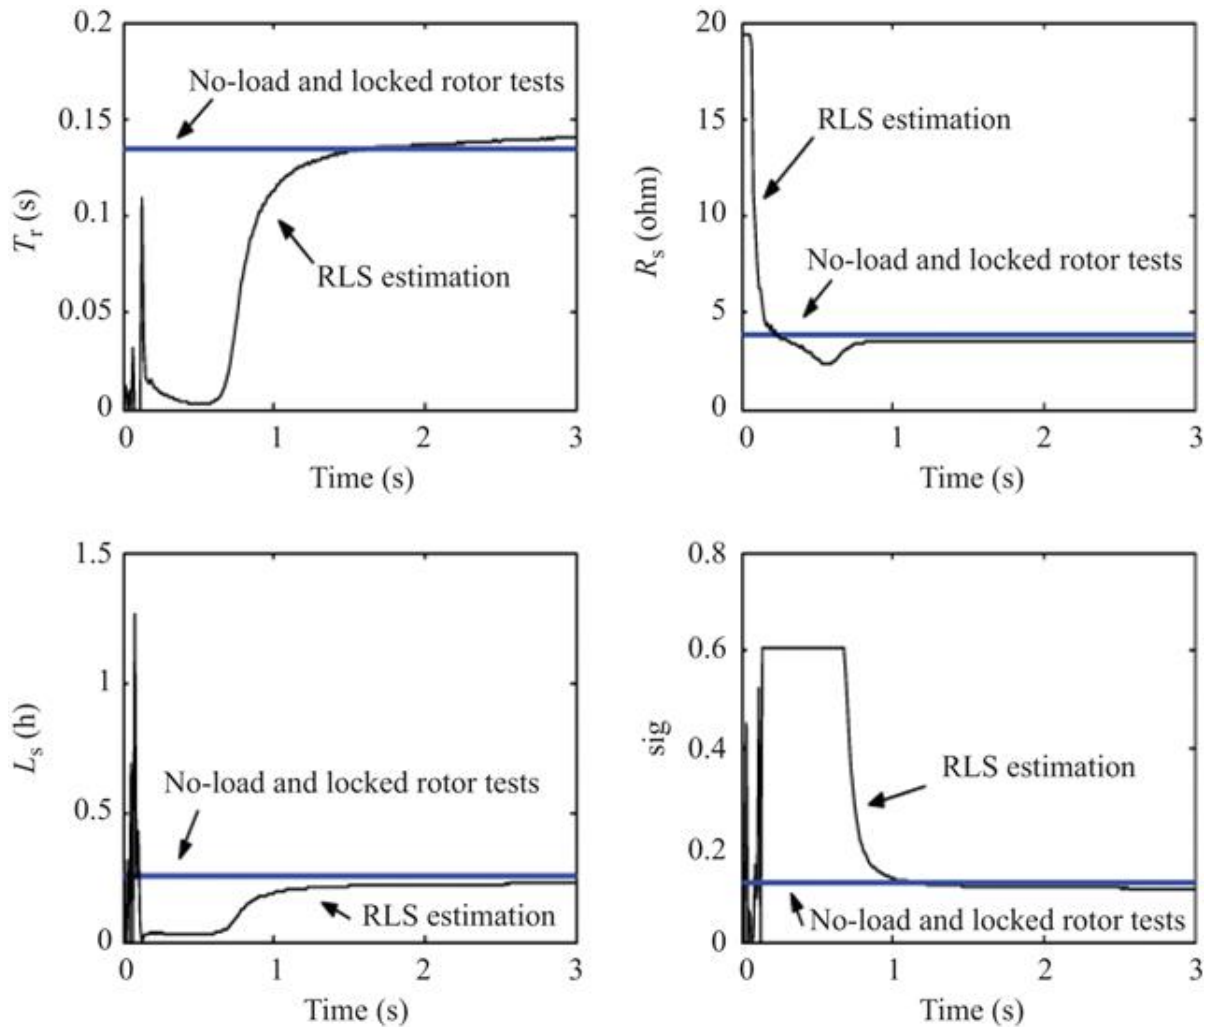 0.2
No-load and locked rotor tests
0.15
0.1
RLS estimation
0.05
0
0 1 2 3
Time (s)
Tr (s)
20
RLS estimation
15
10
No-load and locked rotor tests
5
0
0 1 2 3
Time (s)
Rs (ohm)
1.5
1
No-load and locked rotor tests
0.5
RLS estimation
0
0 1 2 3
Time (s)
Ls (h)
0.8
0.6
0.4
RLS estimation
0.2
No-load and locked rotor tests
0
0 1 2 3
Time (s)
sig